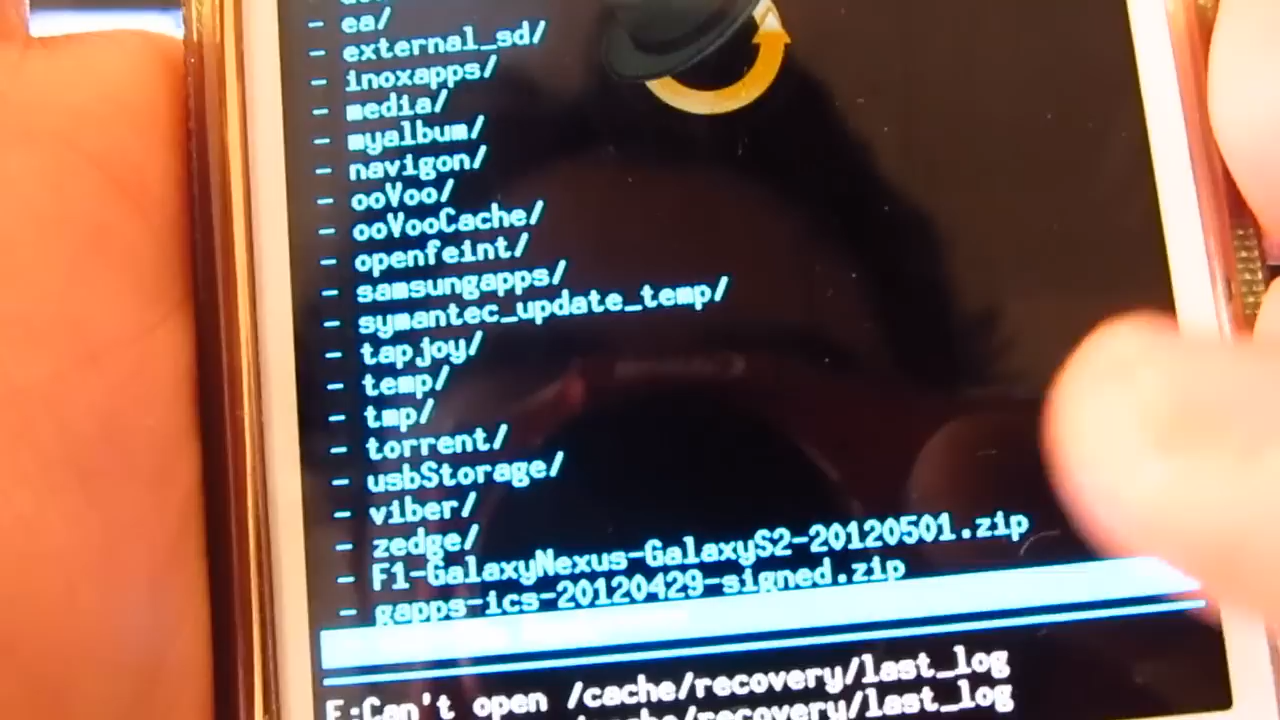 - ea/
- external_sd/
- inoxapps/
- media/
- myalbum/
- navigon/
- ooVoo/
- ooVooCache/
- openfeint/
- samsungapps/
- symantec_update_temp/
- tapjoy/
- temp/
- tmp/
- torrent/
- usbStorage/
- viber/
- zedge/
- F1-GalaxyNexus-GalaxyS2-20120501.zip
- gapps-ics-20120429-signed.zip
E:Can't open /cache/recovery/last_log
/cache/recovery/last_log